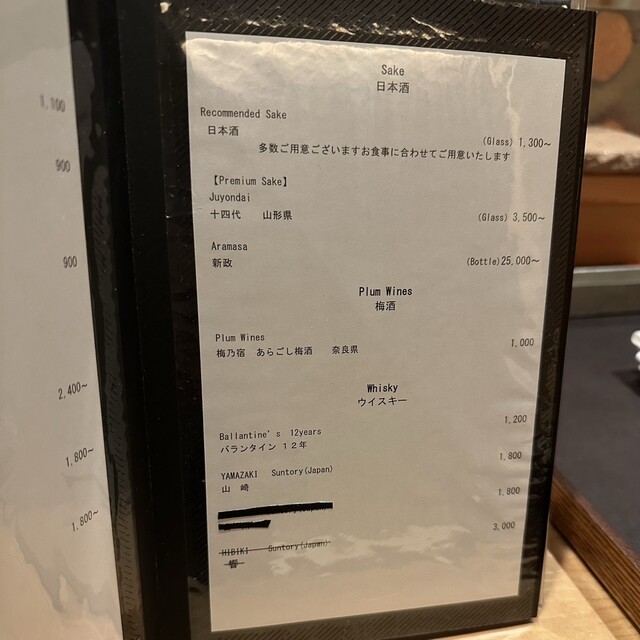 1,100
900
900
2,400~
1,800~
1,800~
Sake
日本酒
Recommended Sake
日本酒
(Glass) 1,300~
多数ご用意ございますお食事に合わせてご用意いたします
【Premium Sake】
Juyondai
十四代 山形県
(Glass) 3,500~
Aramasa
新政
(Bottle) 25,000~
Plum Wines
梅酒
Plum Wines
梅乃宿 あらごし梅酒 奈良県
1,000
Whisky
ウイスキー
1,200
Ballantine's 12years
バランタイン 12年
1,800
YAMAZAKI Suntory(Japan)
山崎
1,800
3,000
HIBIKI Suntory(Japan)
響